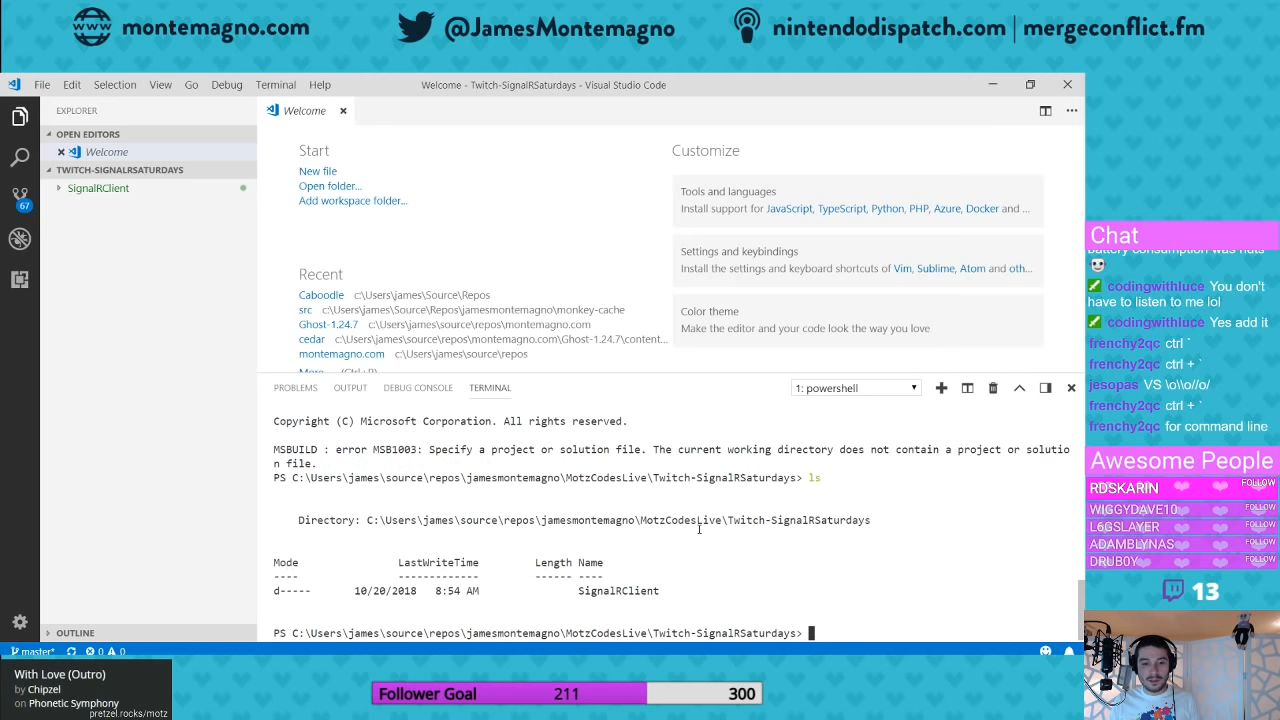 montemagno.com
@JamesMontemagno
nintendodispatch.com | mergeconflict.fm
File Edit Selection View Go Debug Terminal Help
Welcome - Twitch-SignalRSaturdays - Visual Studio Code
EXPLORER
OPEN EDITORS
Welcome
TWITCH-SIGNALRSATURDAYS
SignalRClient
67
OUTLINE
Welcome
Start
New file
Open folder...
Add workspace folder...
Recent
Caboodle c:\Users\james\Source\Repos
src c:\Users\james\Source\Repos\jamesmontemagno\monkey-cache
Ghost-1.24.7 c:\Users\james\source\repos\montemagno.com
cedar c:\Users\james\source\repos\montemagno.com\Ghost-1.24.7\content...
montemagno.com c:\Users\james\source\repos
Customize
Tools and languages
Install support for JavaScript, TypeScript, Python, PHP, Azure, Docker and ...
Settings and keybindings
Install the settings and keyboard shortcuts of Vim, Sublime, Atom and oth...
Color theme
Make the editor and your code look the way you love
PROBLEMS OUTPUT DEBUG CONSOLE TERMINAL
1: powershell
Copyright (C) Microsoft Corporation. All rights reserved.
MSBUILD : error MSB1003: Specify a project or solution file. The current working directory does not contain a project or solutio
n file.
PS C:\Users\james\source\repos\jamesmontemagno\MotzCodesLive\Twitch-SignalRSaturdays> ls
Directory: C:\Users\james\source\repos\jamesmontemagno\MotzCodesLive\Twitch-SignalRSaturdays
Mode LastWriteTime Length Name
---- ------------- ------ ----
d----- 10/20/2018 8:54 AM SignalRClient
PS C:\Users\james\source\repos\jamesmontemagno\MotzCodesLive\Twitch-SignalRSaturdays>
master* 0 0
Chat
battery consumption was nuts
codingwithluce You don't
have to listen to me lol
codingwithluce Yes add it
frenchy2qc ctrl `
frenchy2qc ctrl + `
jesopas VS \o\\o//o/
frenchy2qc ctrl + `
frenchy2qc for command line
Awesome People
RDSKARIN FOLLOW
WIGGYDAVE10 FOLLOW
L6GSLAYER FOLLOW
ADAMBLYNAS FOLLOW
DRUB0Y FOLLOW
13
With Love (Outro)
by Chipzel
on Phonetic Symphony
pretzel.rocks/motz
Follower Goal 211 300